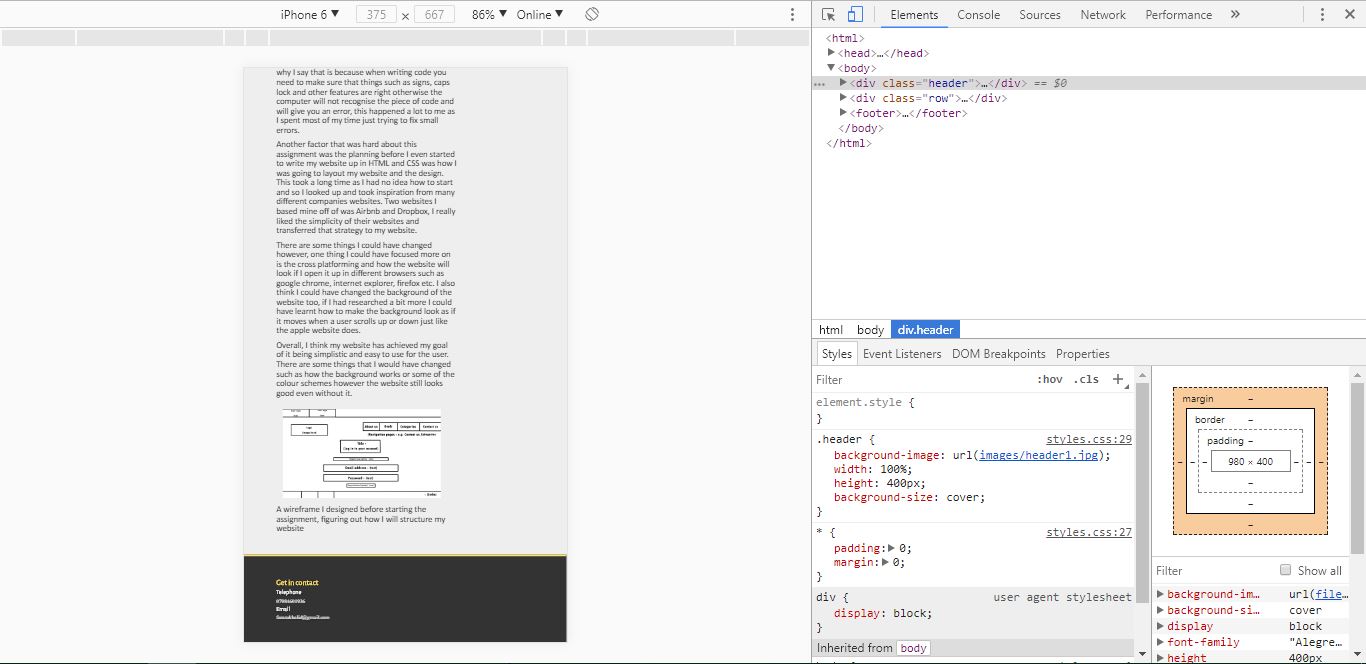 iPhone 6 ▼ 375 × 667 86% ▼ Online ▼
why I say that is because when writing code you
need to make sure that things such as signs, caps
lock and other features are right otherwise the
computer will not recognise the piece of code and
will give you an error, this happened a lot to me as
I spent most of my time just trying to fix small
errors.
Another factor that was hard about this
assignment was the planning before I even started
to write my website up in HTML and CSS was how I
was going to layout my website and the design.
This took a long time as I had no idea how to start
and so I looked up and took inspiration from many
different companies websites. Two websites I
based mine off of was Airbnb and Dropbox, I really
liked the simplicity of their websites and
transferred that strategy to my website.
There are some things I could have changed
however, one thing I could have focused more on
is the cross platforming and how the website will
look if I open it up in different browsers such as
google chrome, internet explorer, firefox etc. I also
think I could have changed the background of the
website too, if I had researched a bit more I could
have learnt how to make the background look as if
it moves when a user scrolls up or down just like
the apple website does.
Overall, I think my website has achieved my goal
of it being simplistic and easy to use for the user.
There are some things that I would have changed
such as how the background works or some of the
colour schemes however the website still looks
good even without it.
About us
Categories Contact us
Title -
(Log in to your account)
Email address - (text)
Password - (text)
A wireframe I designed before starting the
assignment, figuring out how I will structure my
website
Get in contact
Telephone
Email
Elements Console Sources Network Performance »
<html>
▶<head>…</head>
▼<body>
… ▶<div class="header">…</div> == $0
▶<div class="row">…</div>
▶<footer>…</footer>
</body>
</html>
html body div.header
Styles Event Listeners DOM Breakpoints Properties
Filter :hov .cls +
element.style {
}
.header { styles.css:29
background-image: url(images/header1.jpg);
width: 100%;
height: 400px;
background-size: cover;
}
* { styles.css:27
padding:▶ 0;
margin:▶ 0;
}
div { user agent stylesheet
display: block;
}
Inherited from body
margin –
border –
padding –
– – – 980 × 400 – – –
–
–
–
Filter Show all
▶ background-im… url(file…
▶ background-si… cover
▶ display block
▶ font-family "Alegre…
▶ height 400px